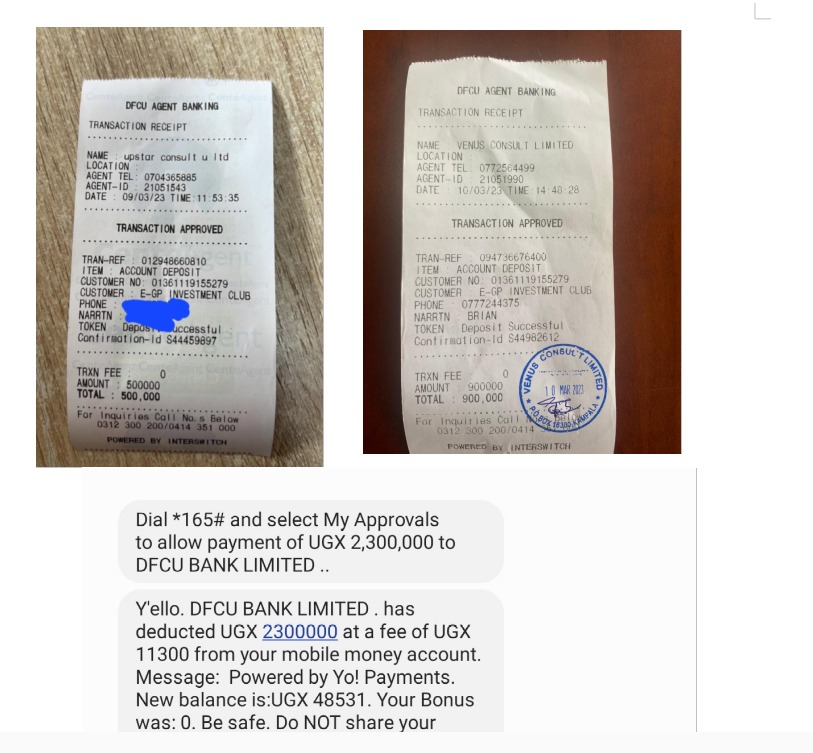 DFCU AGENT BANKING
TRANSACTION RECEIPT
NAME : upstar consult u ltd
LOCATION :
AGENT TEL: 0704365885
AGENT-ID : 21051543
DATE : 09/03/23 TIME:11:53:35
TRANSACTION APPROVED
TRAN-REF : 012948660810
ITEM : ACCOUNT DEPOSIT
CUSTOMER NO: 01361119155279
CUSTOMER : E-GP INVESTMENT CLUB
PHONE :
NARRTN :
TOKEN : Deposit Successful
Confirmation-Id S44459897
TRXN FEE : 0
AMOUNT : 500000
TOTAL : 500,000
For Inquiries Call No.s Below
0312 300 200/0414 351 000
POWERED BY INTERSWITCH
DFCU AGENT BANKING
TRANSACTION RECEIPT
NAME : VENUS CONSULT LIMITED
LOCATION :
AGENT TEL: 0772564499
AGENT-ID : 21051990
DATE : 10/03/23 TIME:14:48:28
TRANSACTION APPROVED
TRAN-REF : 094736676400
ITEM : ACCOUNT DEPOSIT
CUSTOMER NO: 01361119155279
CUSTOMER : E-GP INVESTMENT CLUB
PHONE : 0777244375
NARRTN : BRIAN
TOKEN : Deposit Successful
Confirmation-Id S44982612
TRXN FEE : 0
AMOUNT : 900000
TOTAL : 900,000
For Inquiries Call Below
0312 300 200/0414
POWERED BY INTERSWITCH
VENUS CONSULT LIMITED
10 MAR 2023
KAMPALA
Dial *165# and select My Approvals
to allow payment of UGX 2,300,000 to
DFCU BANK LIMITED ..
Y'ello. DFCU BANK LIMITED . has
deducted UGX 2300000 at a fee of UGX
11300 from your mobile money account.
Message: Powered by Yo! Payments.
New balance is:UGX 48531. Your Bonus
was: 0. Be safe. Do NOT share your